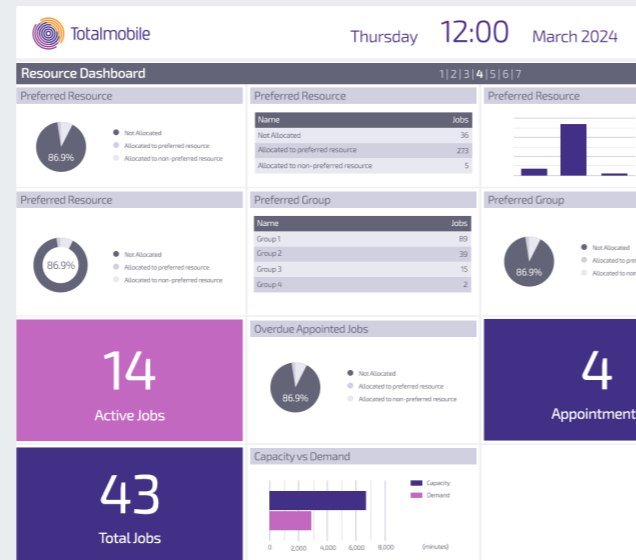 Totalmobile
Thursday 12:00 March 2024
Resource Dashboard 1|2|3|4|5|6|7
Preferred Resource
86.9%
Not Allocated
Allocated to preferred resource
Allocated to non-preferred resource
Preferred Resource
Name Jobs
Not Allocated 36
Allocated to preferred resource 273
Allocated to non-preferred resource 5
Preferred Resource
Preferred Resource
86.9%
Not Allocated
Allocated to preferred resource
Allocated to non-preferred resource
Preferred Group
Name Jobs
Group 1 89
Group 2 39
Group 3 15
Group 4 2
Preferred Group
86.9%
Not Allocated
Allocated to pref
Allocated to non
14
Active Jobs
Overdue Appointed Jobs
86.9%
Not Allocated
Allocated to preferred resource
Allocated to non-preferred resource
4
Appointment
43
Total Jobs
Capacity vs Demand
Capacity
Demand
0 2,000 4,000 6,000 8,000 (minutes)